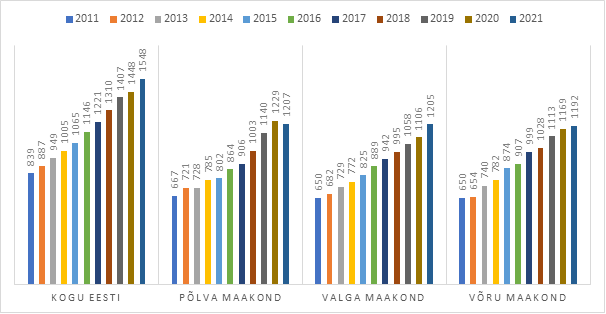 2011 2012 2013 2014 2015 2016 2017 2018 2019 2020 2021
839 887 949 1005 1065 1146 1221 1310 1407 1448 1548
667 721 728 785 802 864 906 1003 1140 1229 1207
650 682 729 772 825 889 942 995 1058 1106 1205
650 654 740 782 874 907 999 1028 1113 1169 1192
KOGU EESTI PÕLVA MAAKOND VALGA MAAKOND VÕRU MAAKOND